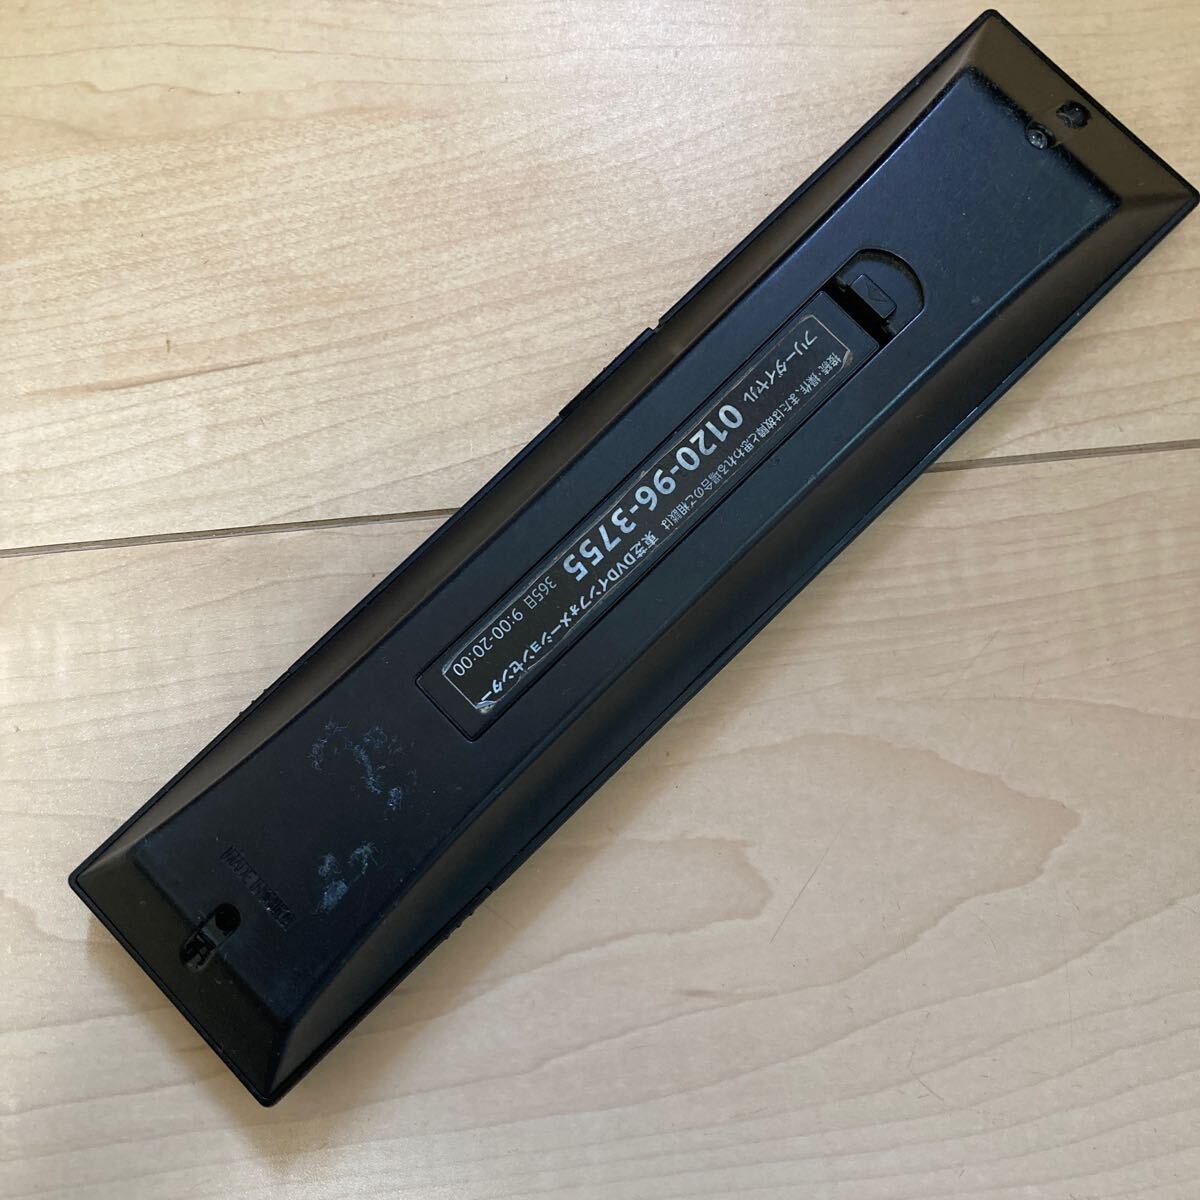 接続・操作、または故障と思われる場合のご相談は 東芝DVDインフォメーションセンター
フリーダイヤル 0120-96-3755 365日 9:00-20:00
MADE IN